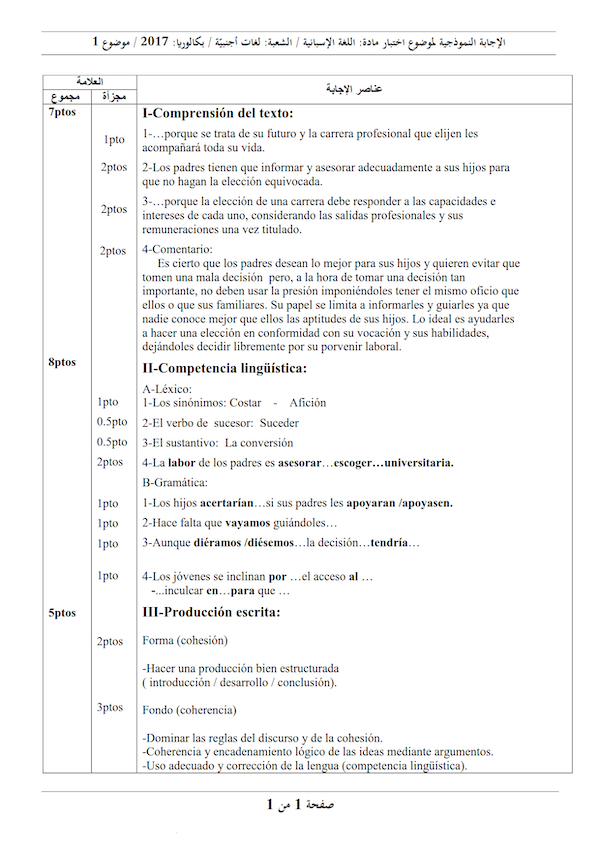 الإجابة النموذجية لموضوع اختبار مادة: اللغة الإسبانية / الشعبة: لغات أجنبية / بكالوريا: 2017 / موضوع 1
العلامة
عناصر الإجابة
مجموع مجزأة
7ptos I-Comprensión del texto:
1pto 1-…porque se trata de su futuro y la carrera profesional que elijen les
acompañará toda su vida.
2ptos 2-Los padres tienen que informar y asesorar adecuadamente a sus hijos para
que no hagan la elección equivocada.
2ptos 3-…porque la elección de una carrera debe responder a las capacidades e
intereses de cada uno, considerando las salidas profesionales y sus
remuneraciones una vez titulado.
2ptos 4-Comentario:
Es cierto que los padres desean lo mejor para sus hijos y quieren evitar que
tomen una mala decisión pero, a la hora de tomar una decisión tan
importante, no deben usar la presión imponiéndoles tener el mismo oficio que
ellos o que sus familiares. Su papel se limita a informarles y guiarles ya que
nadie conoce mejor que ellos las aptitudes de sus hijos. Lo ideal es ayudarles
a hacer una elección en conformidad con su vocación y sus habilidades,
dejándoles decidir libremente por su porvenir laboral.
8ptos II-Competencia lingüística:
A-Léxico:
1pto 1-Los sinónimos: Costar - Afición
0.5pto 2-El verbo de sucesor: Suceder
0.5pto 3-El sustantivo: La conversión
2ptos 4-La labor de los padres es asesorar…escoger…universitaria.
B-Gramática:
1pto 1-Los hijos acertarían…si sus padres les apoyaran /apoyasen.
1pto 2-Hace falta que vayamos guiándoles…
1pto 3-Aunque diéramos /diésemos…la decisión…tendría…
1pto 4-Los jóvenes se inclinan por …el acceso al …
-...inculcar en…para que …
5ptos III-Producción escrita:
2ptos Forma (cohesión)
-Hacer una producción bien estructurada
( introducción / desarrollo / conclusión).
3ptos Fondo (coherencia)
-Dominar las reglas del discurso y de la cohesión.
-Coherencia y encadenamiento lógico de las ideas mediante argumentos.
-Uso adecuado y corrección de la lengua (competencia lingüística).
صفحة 1 من 1